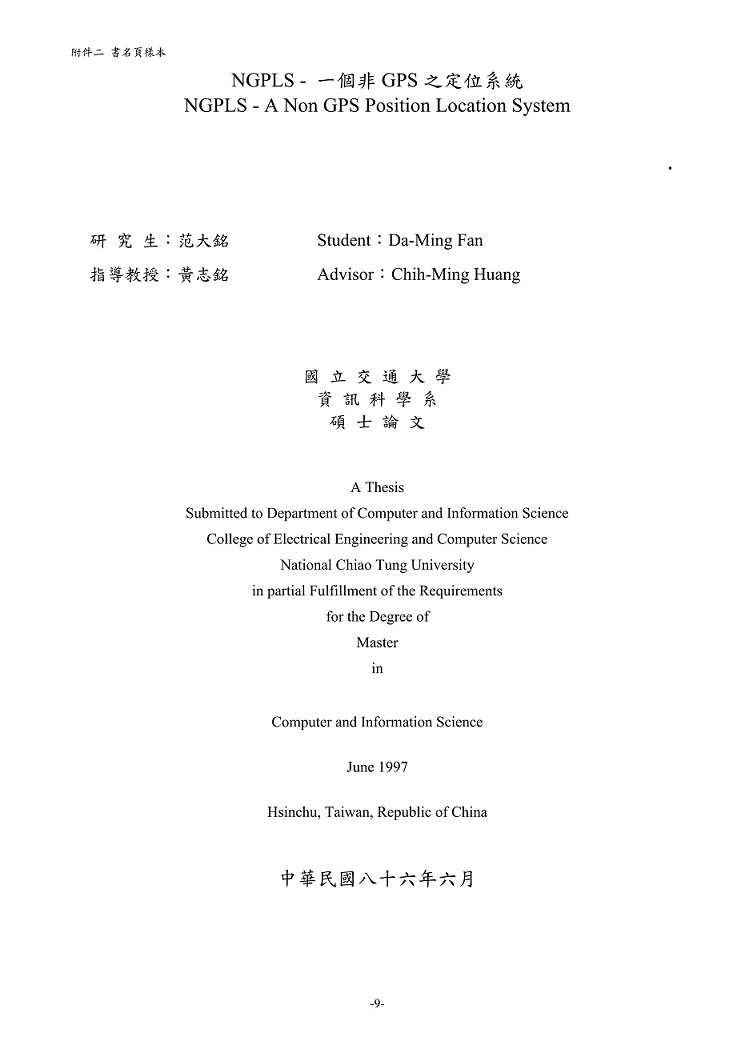 附件二 書名頁樣本
NGPLS - 一個非 GPS 之定位系統
NGPLS - A Non GPS Position Location System
研 究 生：范大銘 Student：Da-Ming Fan
指導教授：黃志銘 Advisor：Chih-Ming Huang
國 立 交 通 大 學
資 訊 科 學 系
碩 士 論 文
A Thesis
Submitted to Department of Computer and Information Science
College of Electrical Engineering and Computer Science
National Chiao Tung University
in partial Fulfillment of the Requirements
for the Degree of
Master
in
Computer and Information Science
June 1997
Hsinchu, Taiwan, Republic of China
中華民國八十六年六月
-9-